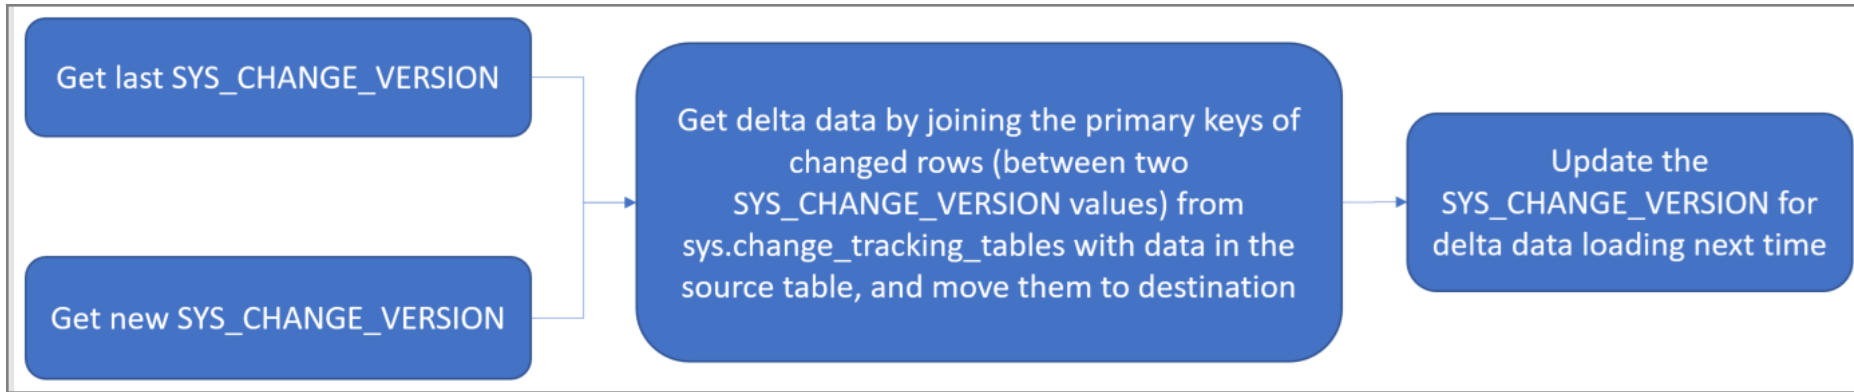 Get last SYS_CHANGE_VERSION
Get new SYS_CHANGE_VERSION
Get delta data by joining the primary keys of
changed rows (between two
SYS_CHANGE_VERSION values) from
sys.change_tracking_tables with data in the
source table, and move them to destination
Update the
SYS_CHANGE_VERSION for
delta data loading next time